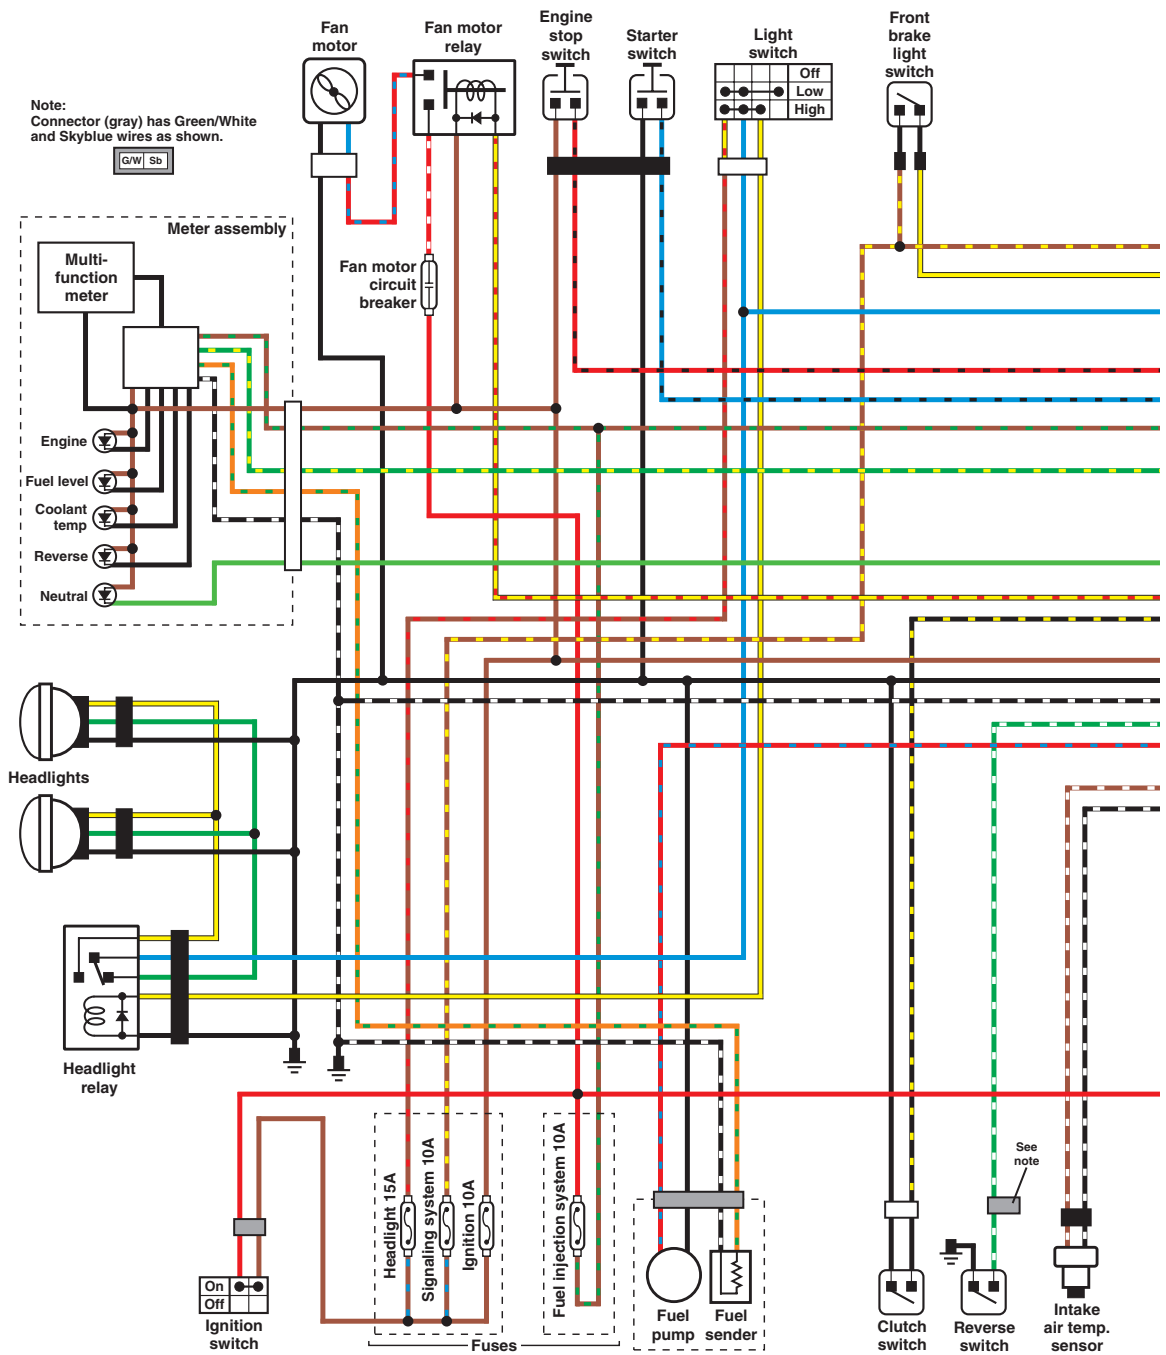 Fan
motor
Fan motor
relay
Engine
stop
switch
Starter
switch
Light
switch
Off
Low
High
Front
brake
light
switch
Note:
Connector (gray) has Green/White
and Skyblue wires as shown.
G/W Sb
Meter assembly
Multi-
function
meter
Fan motor
circuit
breaker
Engine
Fuel level
Coolant
temp
Reverse
Neutral
Headlights
Headlight
relay
Headlight 15A
Signaling system 10A
Ignition 10A
Fuel injection system 10A
See
note
On
Off
Ignition
switch
Fuses
Fuel
pump
Fuel
sender
Clutch
switch
Reverse
switch
Intake
air temp.
sensor